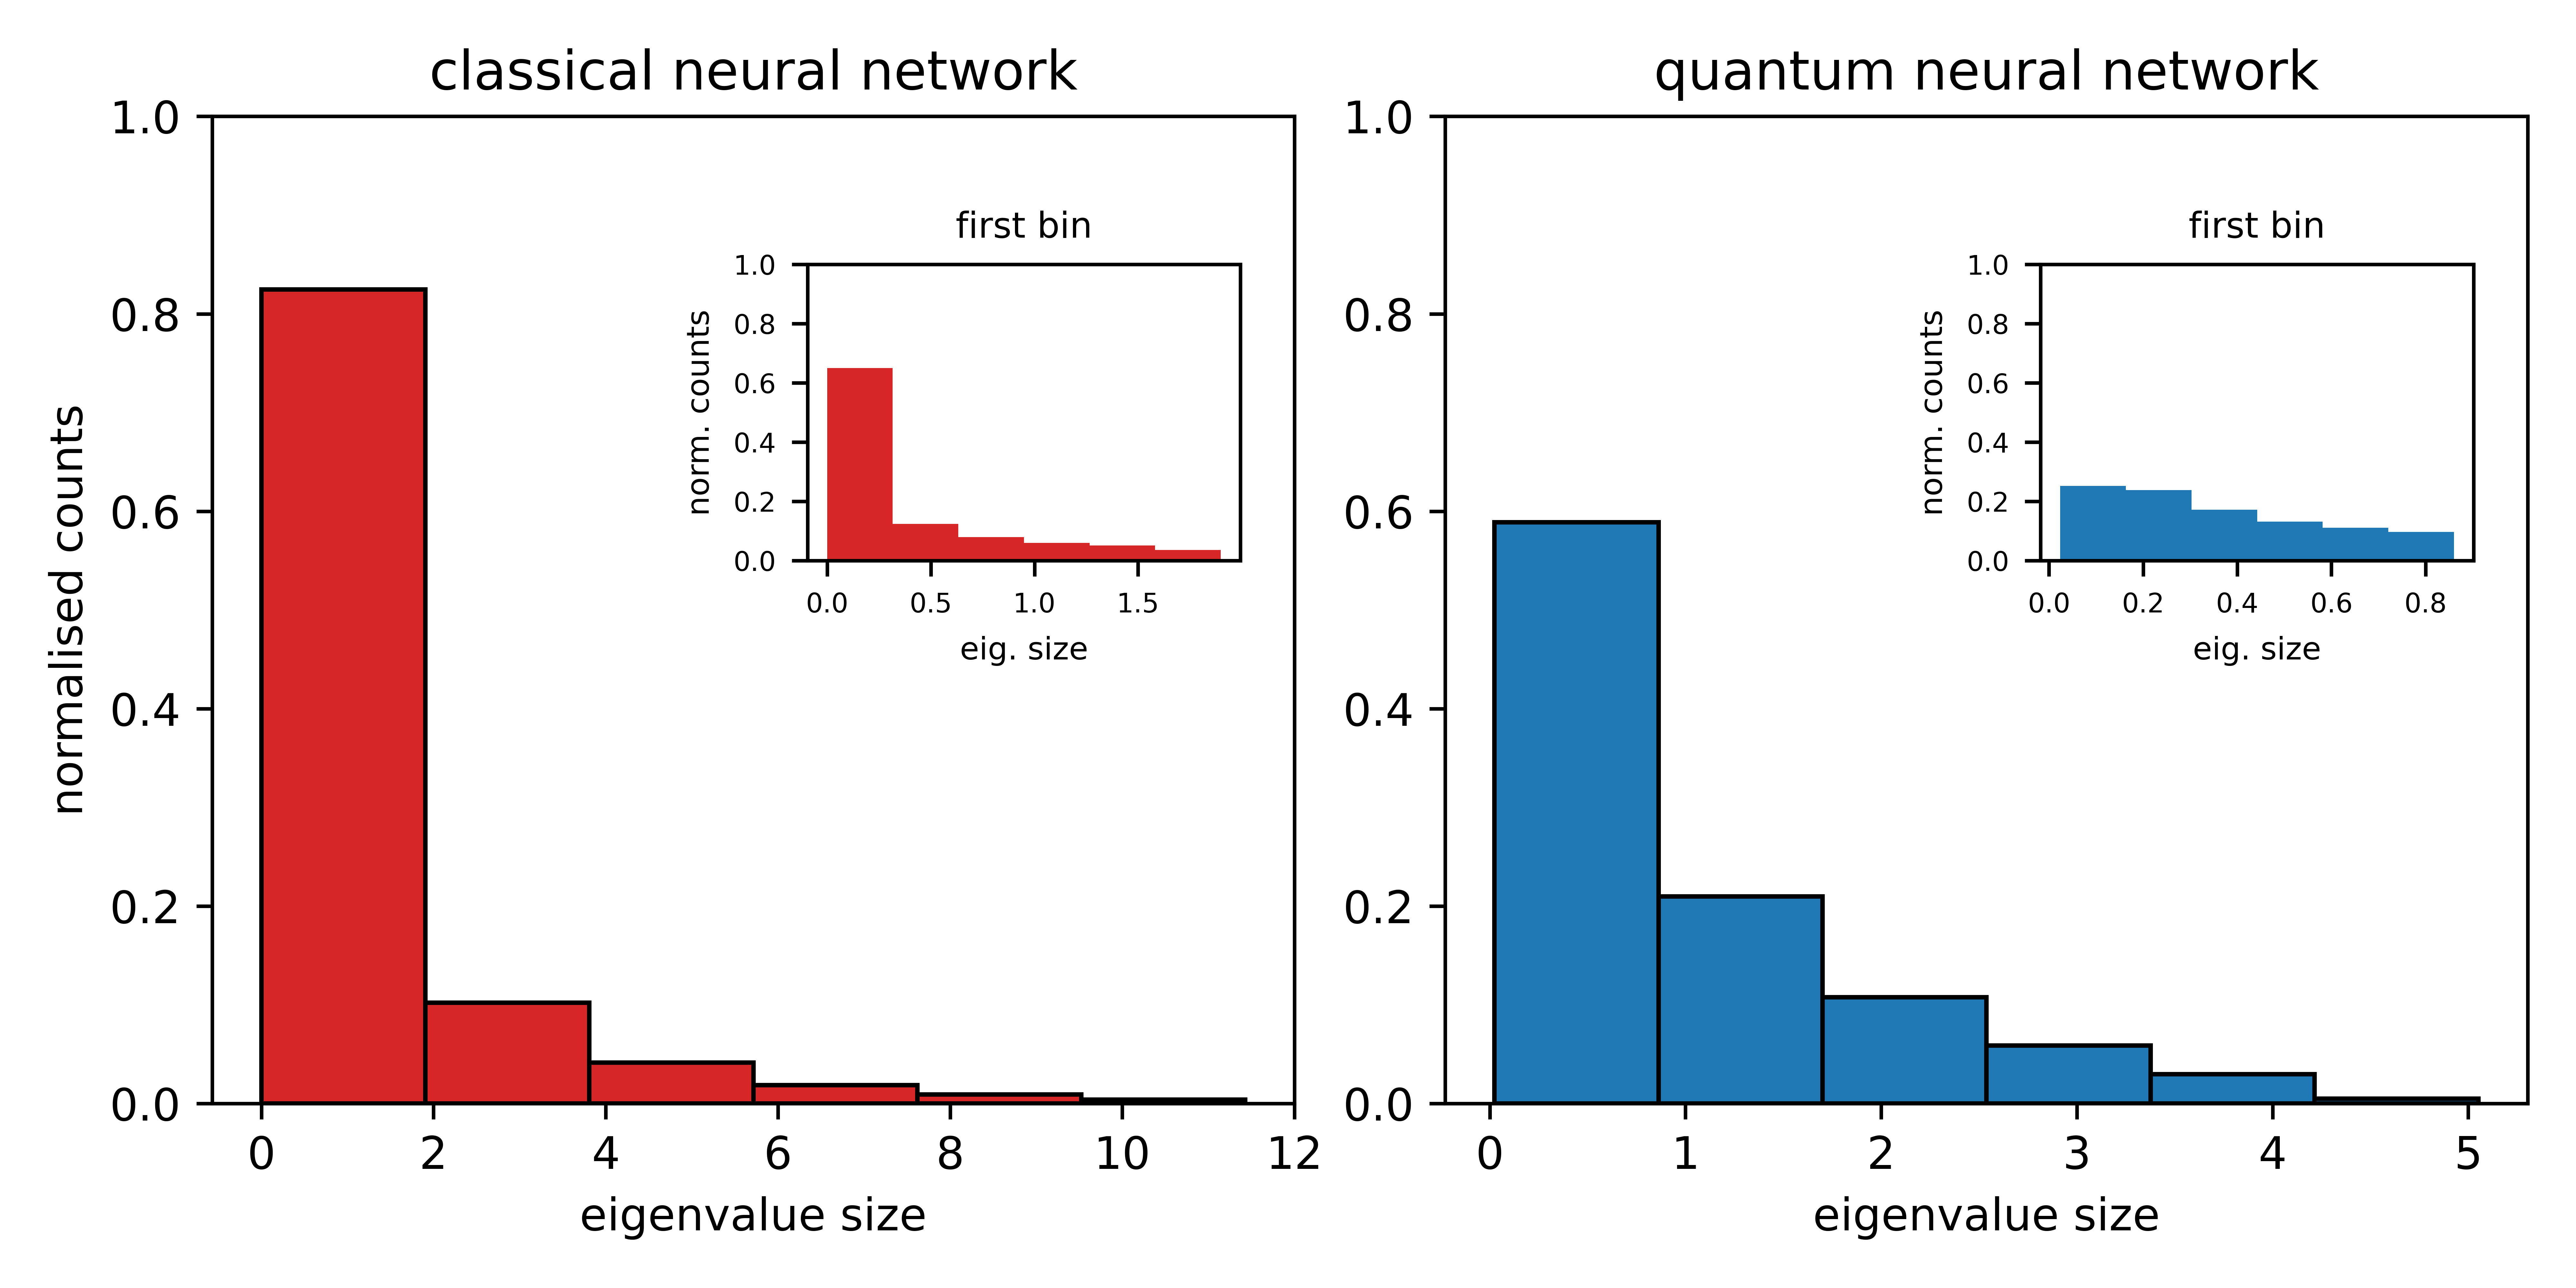 classical neural network
1.0
0.8
0.6
0.4
0.2
0.0
normalised counts
0 2 4 6 8 10 12
eigenvalue size
first bin
1.0
0.8
0.6
0.4
0.2
0.0
norm. counts
0.0 0.5 1.0 1.5
eig. size
quantum neural network
1.0
0.8
0.6
0.4
0.2
0.0
0 1 2 3 4 5
eigenvalue size
first bin
1.0
0.8
0.6
0.4
0.2
0.0
norm. counts
0.0 0.2 0.4 0.6 0.8
eig. size